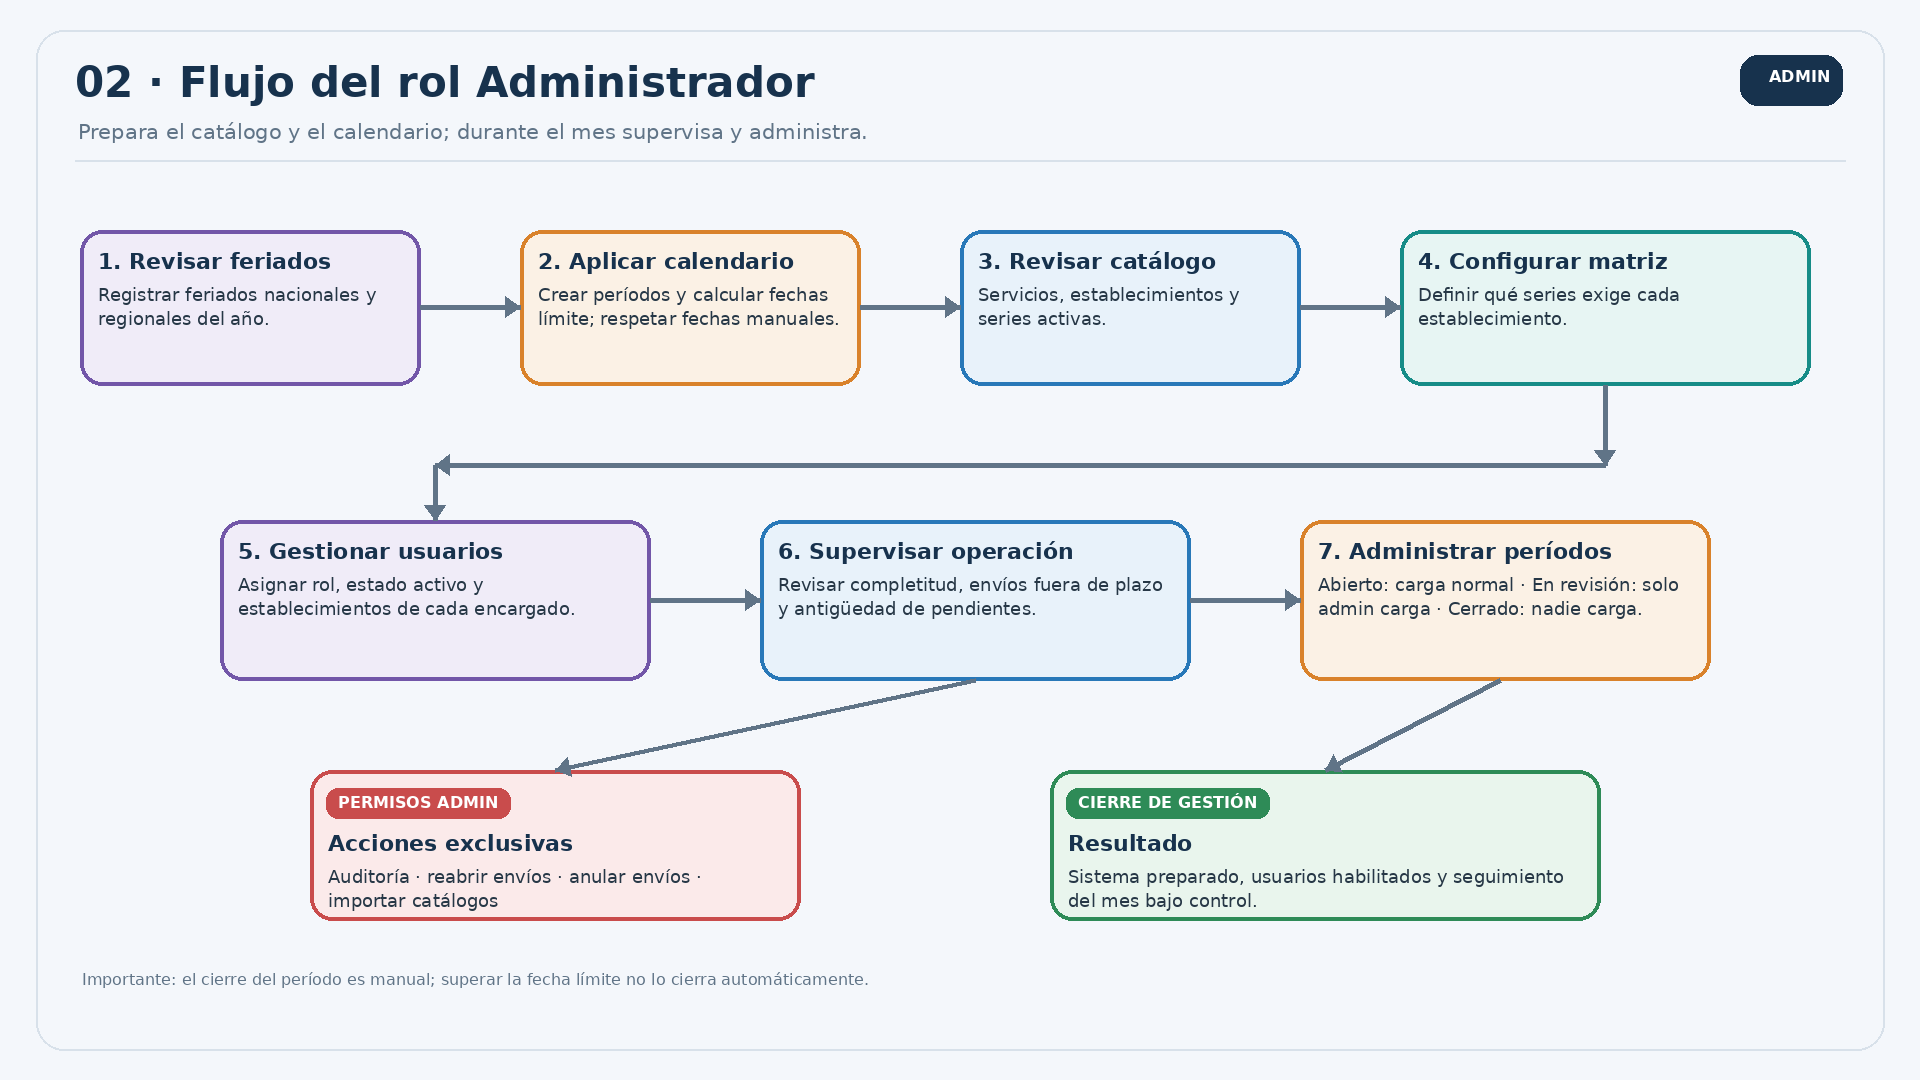 02 · Flujo del rol Administrador
ADMIN
Prepara el catálogo y el calendario; durante el mes supervisa y administra.
1. Revisar feriados
Registrar feriados nacionales y
regionales del año.
2. Aplicar calendario
Crear períodos y calcular fechas
límite; respetar fechas manuales.
3. Revisar catálogo
Servicios, establecimientos y
series activas.
4. Configurar matriz
Definir qué series exige cada
establecimiento.
5. Gestionar usuarios
Asignar rol, estado activo y
establecimientos de cada encargado.
6. Supervisar operación
Revisar completitud, envíos fuera de plazo
y antigüedad de pendientes.
7. Administrar períodos
Abierto: carga normal · En revisión: solo
admin carga · Cerrado: nadie carga.
PERMISOS ADMIN
Acciones exclusivas
Auditoría · reabrir envíos · anular envíos ·
importar catálogos
CIERRE DE GESTIÓN
Resultado
Sistema preparado, usuarios habilitados y seguimiento
del mes bajo control.
Importante: el cierre del período es manual; superar la fecha límite no lo cierra automáticamente.